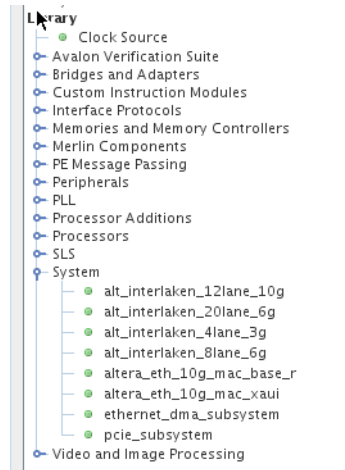 Library
Clock Source
Avalon Verification Suite
Bridges and Adapters
Custom Instruction Modules
Interface Protocols
Memories and Memory Controllers
Merlin Components
PE Message Passing
Peripherals
PLL
Processor Additions
Processors
SLS
System
alt_interlaken_12lane_10g
alt_interlaken_20lane_6g
alt_interlaken_4lane_3g
alt_interlaken_8lane_6g
altera_eth_10g_mac_base_r
altera_eth_10g_mac_xaui
ethernet_dma_subsystem
pcie_subsystem
Video and Image Processing